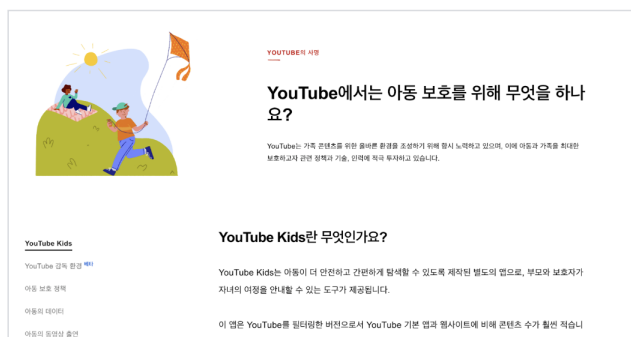 YOUTUBE의 사명
YouTube에서는 아동 보호를 위해 무엇을 하나
요?
YouTube는 가족 콘텐츠를 위한 올바른 환경을 조성하기 위해 항시 노력하고 있으며, 이에 아동과 가족을 최대한
보호하고자 관련 정책과 기술, 인력에 적극 투자하고 있습니다.
YouTube Kids
YouTube 감독 환경 베타
아동 보호 정책
아동의 데이터
아동의 동영상 출연
YouTube Kids란 무엇인가요?
YouTube Kids는 아동이 더 안전하고 간편하게 탐색할 수 있도록 제작된 별도의 앱으로, 부모와 보호자가
자녀의 여정을 안내할 수 있는 도구가 제공됩니다.
이 앱은 YouTube를 필터링한 버전으로서 YouTube 기본 앱과 웹사이트에 비해 콘텐츠 수가 훨씬 적습니